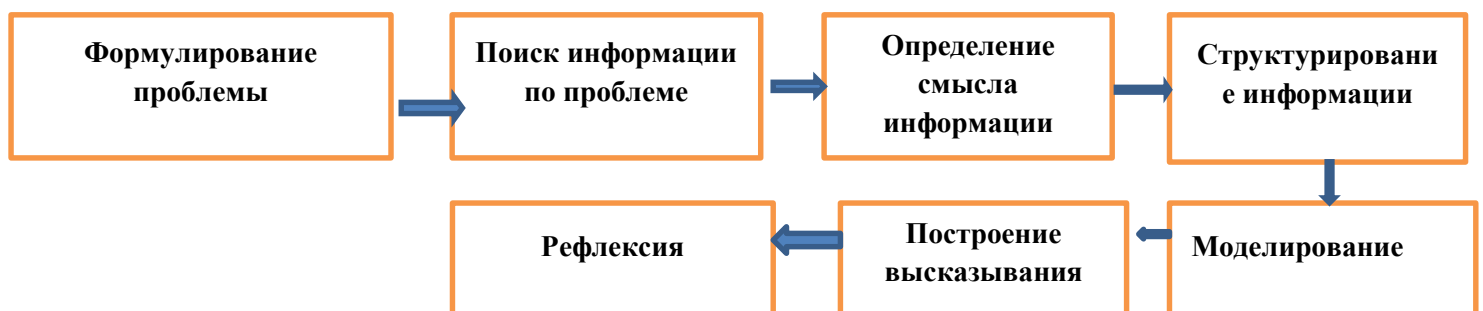 Формулирование
проблемы
Поиск информации
по проблеме
Определение
смысла
информации
Структурировани
е информации
Моделирование
Построение
высказывания
Рефлексия